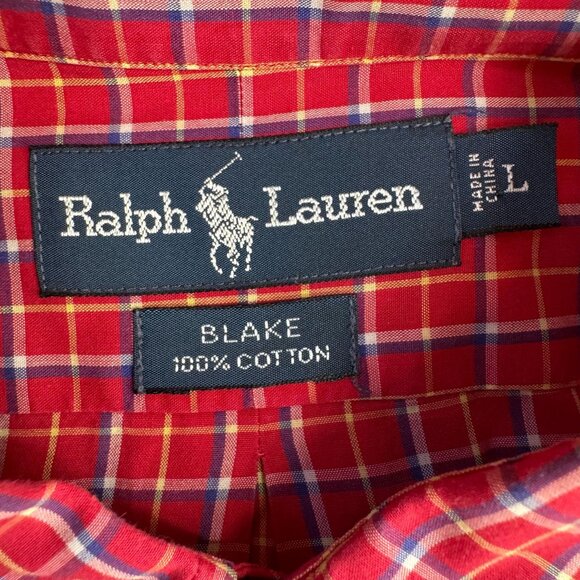 Ralph Lauren
MADE IN
CHINA
L
BLAKE
100% COTTON